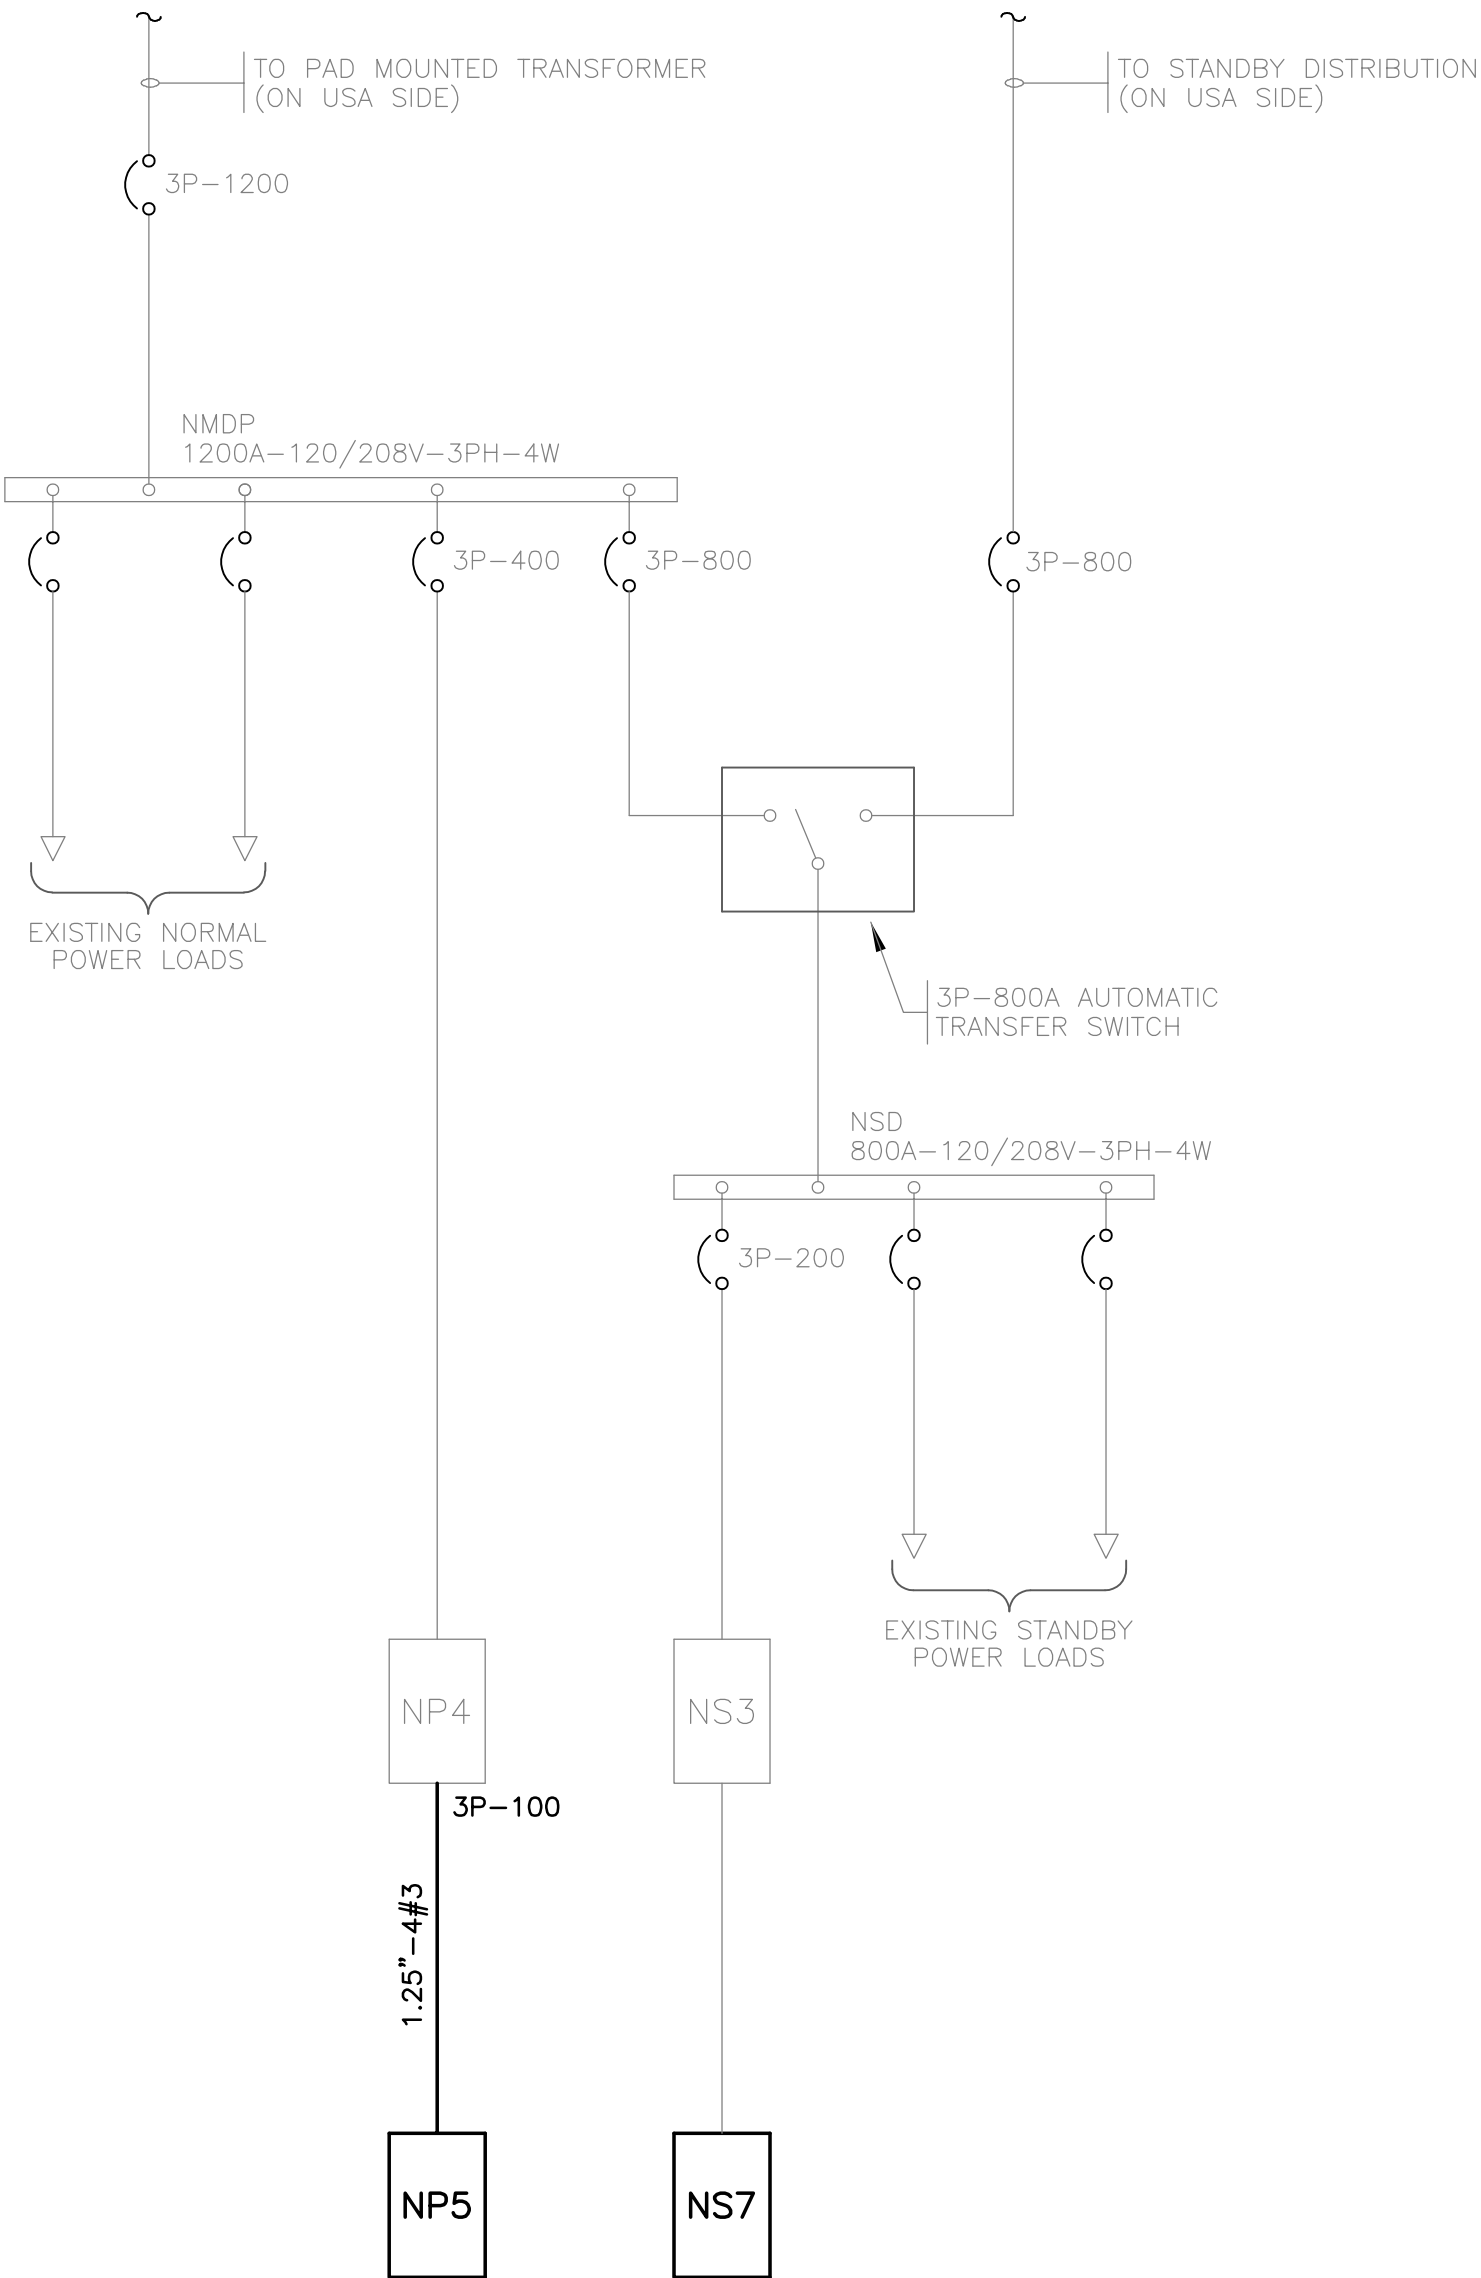 TO PAD MOUNTED TRANSFORMER
(ON USA SIDE)
TO STANDBY DISTRIBUTION
(ON USA SIDE)
3P-1200
NMDP
1200A-120/208V-3PH-4W
3P-400
3P-800
3P-800
EXISTING NORMAL
POWER LOADS
3P-800A AUTOMATIC
TRANSFER SWITCH
NSD
800A-120/208V-3PH-4W
3P-200
EXISTING STANDBY
POWER LOADS
NP4
NS3
3P-100
1.25"-4#3
NP5
NS7